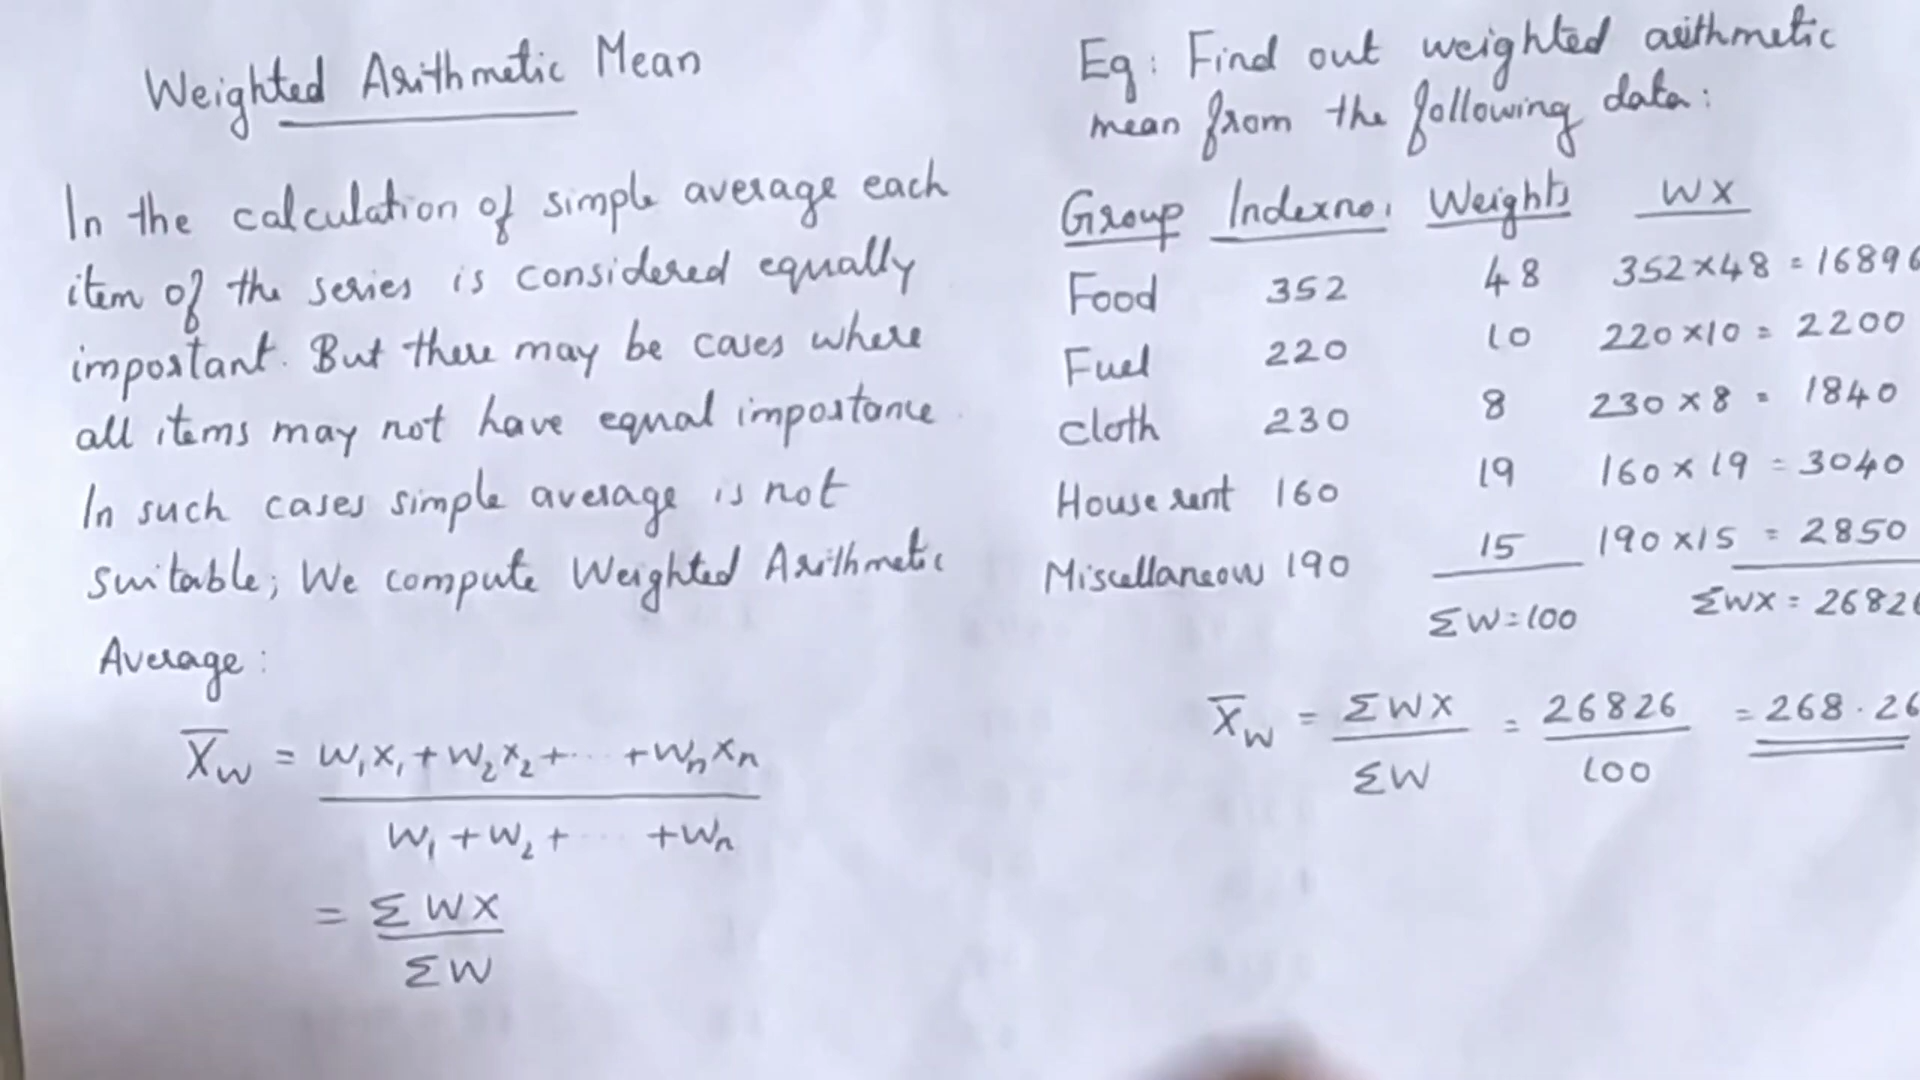 Weighted Arithmetic Mean
In the calculation of simple average each
item of the series is considered equally
important. But there may be cases where
all items may not have equal importance
In such cases simple average is not
suitable; We compute Weighted Arithmetic
Average:
X̄w = W₁x₁+W₂x₂+···+Wₙxₙ
W₁+W₂+···+Wₙ
= ΣWX
ΣW
Eg: Find out weighted arithmetic
mean from the following data:
Group Indexno. Weights WX
Food 352 48 352×48 = 16896
Fuel 220 10 220×10 = 2200
cloth 230 8 230×8 = 1840
House rent 160 19 160×19 = 3040
Miscellaneous 190 15 190×15 = 2850
ΣW=100 ΣWX = 26826
X̄w = ΣWX = 26826 = 268.26
ΣW 100